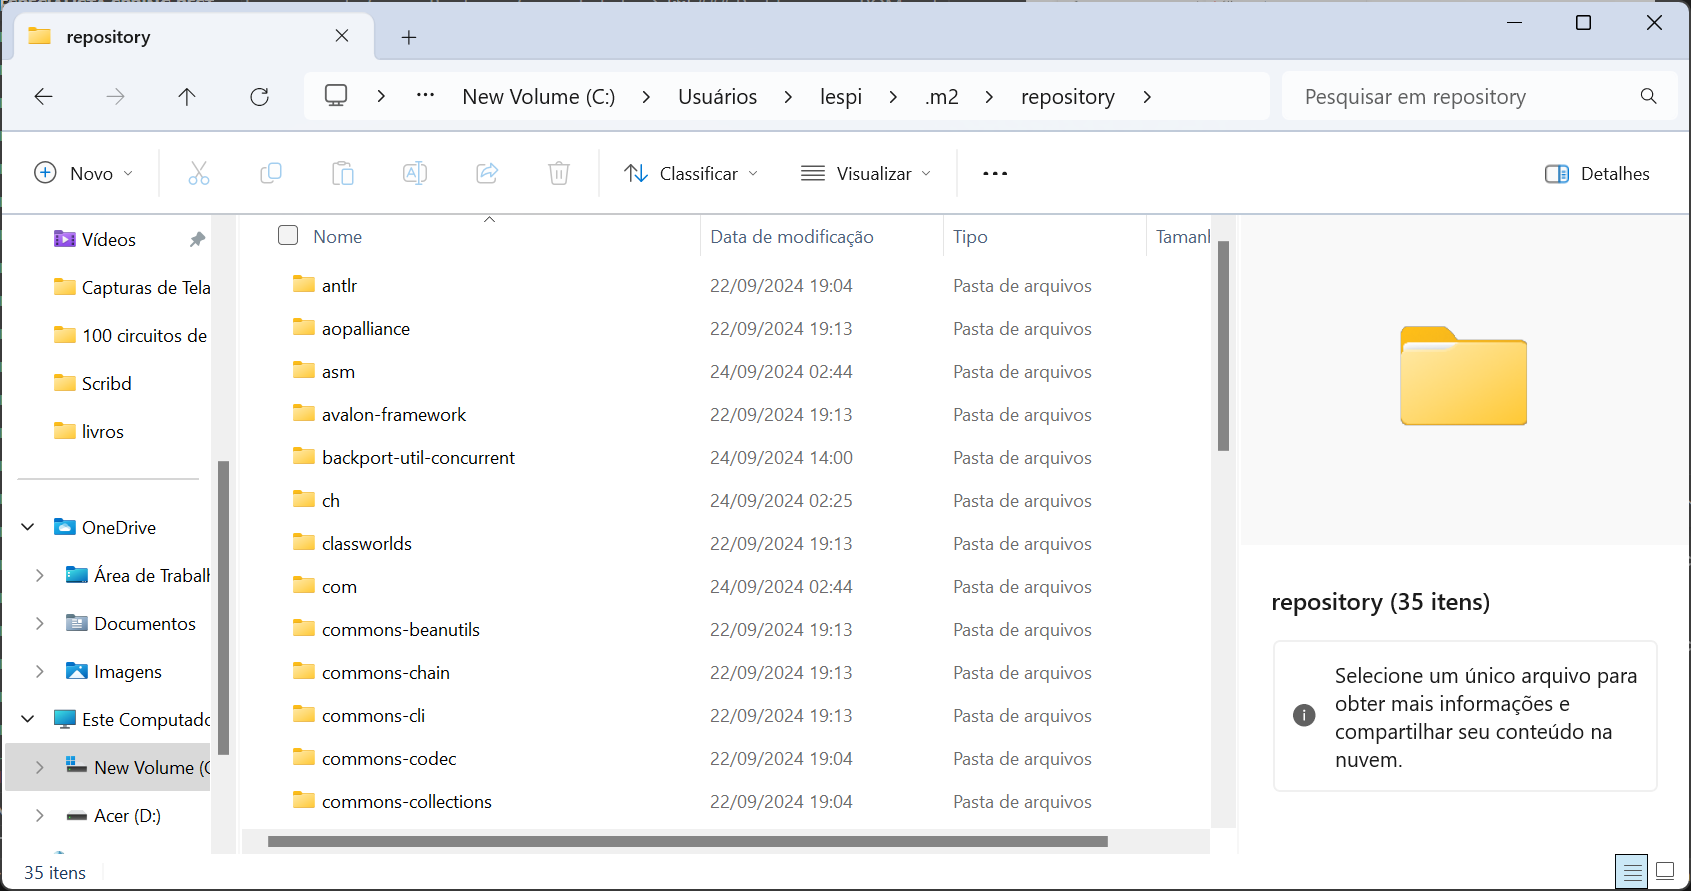 repository
New Volume (C:) Usuários lespi .m2 repository
Pesquisar em repository
Novo
Classificar
Visualizar
Detalhes
Vídeos
Capturas de Tela
100 circuitos de
Scribd
livros
OneDrive
Área de Traball
Documentos
Imagens
Este Computado
New Volume (C
Acer (D:)
Nome Data de modificação Tipo Tamanl
antlr 22/09/2024 19:04 Pasta de arquivos
aopalliance 22/09/2024 19:13 Pasta de arquivos
asm 24/09/2024 02:44 Pasta de arquivos
avalon-framework 22/09/2024 19:13 Pasta de arquivos
backport-util-concurrent 24/09/2024 14:00 Pasta de arquivos
ch 24/09/2024 02:25 Pasta de arquivos
classworlds 22/09/2024 19:13 Pasta de arquivos
com 24/09/2024 02:44 Pasta de arquivos
commons-beanutils 22/09/2024 19:13 Pasta de arquivos
commons-chain 22/09/2024 19:13 Pasta de arquivos
commons-cli 22/09/2024 19:13 Pasta de arquivos
commons-codec 22/09/2024 19:04 Pasta de arquivos
commons-collections 22/09/2024 19:04 Pasta de arquivos
repository (35 itens)
Selecione um único arquivo para
obter mais informações e
compartilhar seu conteúdo na
nuvem.
35 itens